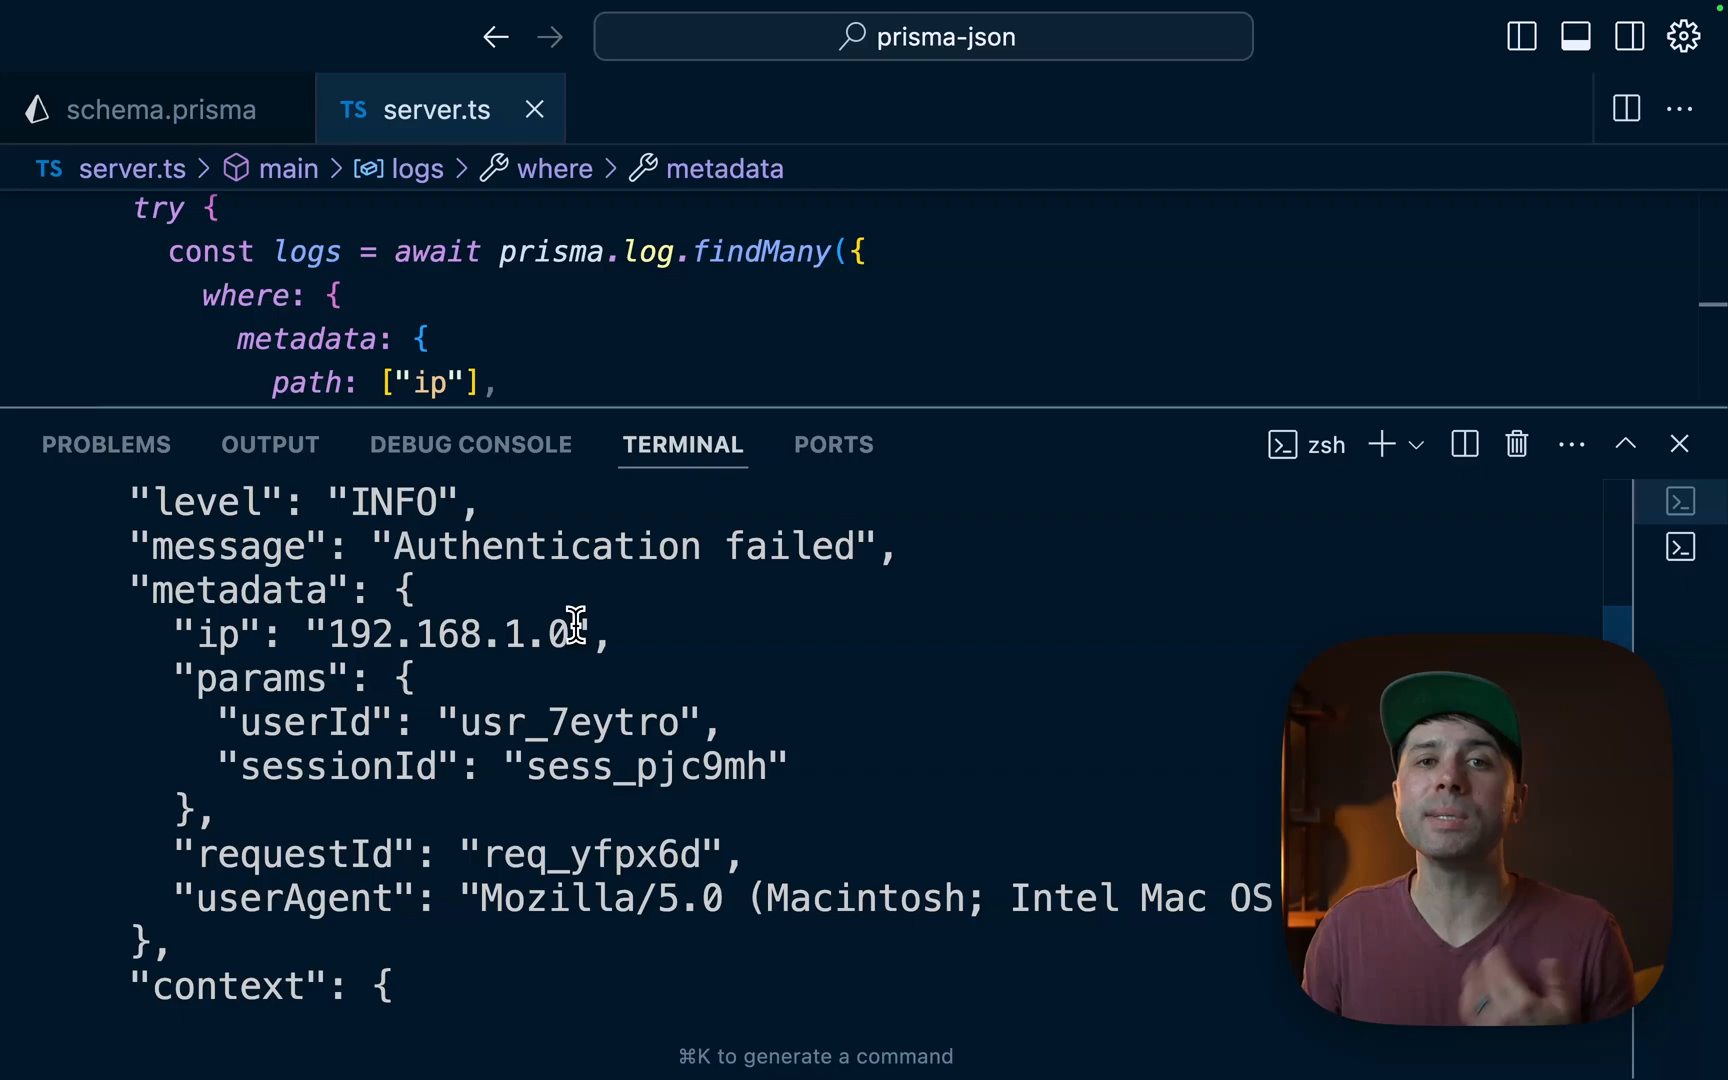 prisma-json
schema.prisma
TS server.ts
TS server.ts > main > logs > where > metadata
try {
const logs = await prisma.log.findMany({
where: {
metadata: {
path: ["ip"],
PROBLEMS OUTPUT DEBUG CONSOLE TERMINAL PORTS zsh
"level": "INFO",
"message": "Authentication failed",
"metadata": {
"ip": "192.168.1.0",
"params": {
"userId": "usr_7eytro",
"sessionId": "sess_pjc9mh"
},
"requestId": "req_yfpx6d",
"userAgent": "Mozilla/5.0 (Macintosh; Intel Mac OS
},
"context": {
⌘K to generate a command